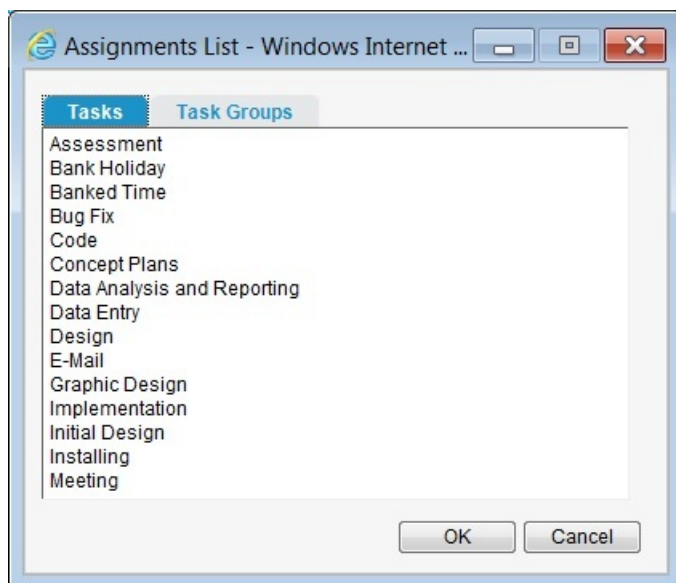 Assignments List - Windows Internet ...
Tasks
Task Groups
Assessment
Bank Holiday
Banked Time
Bug Fix
Code
Concept Plans
Data Analysis and Reporting
Data Entry
Design
E-Mail
Graphic Design
Implementation
Initial Design
Installing
Meeting
OK
Cancel